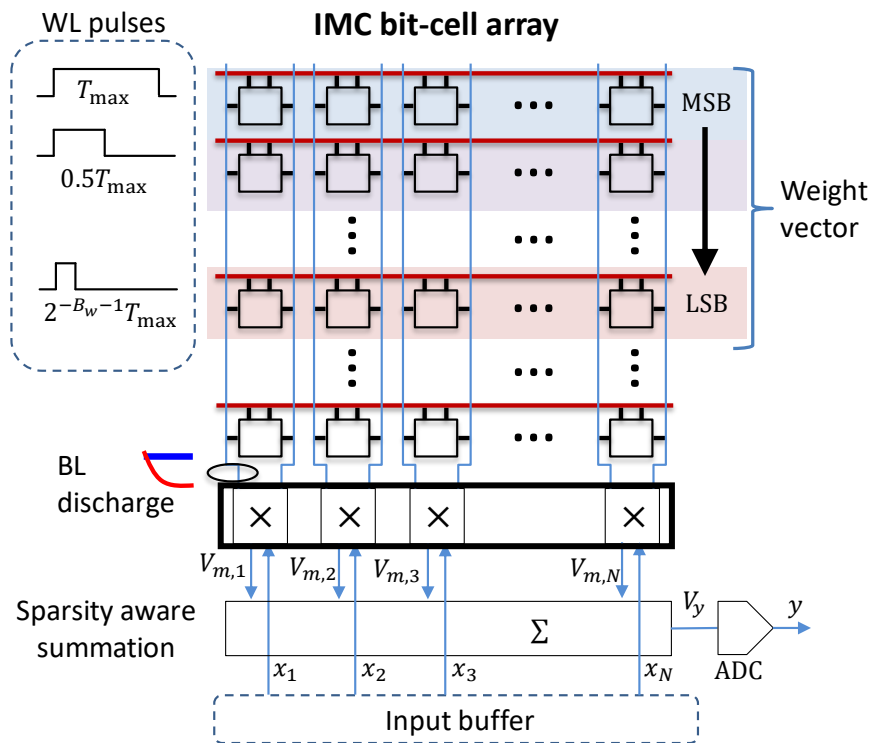 WL pulses
IMC bit-cell array
T_max
0.5T_max
2^{-B_w-1}T_max
MSB
LSB
Weight
vector
BL
discharge
× × × ×
V_{m,1} V_{m,2} V_{m,3} V_{m,N}
Sparsity aware
summation
Σ
V_y
y
ADC
x_1 x_2 x_3 x_N
Input buffer